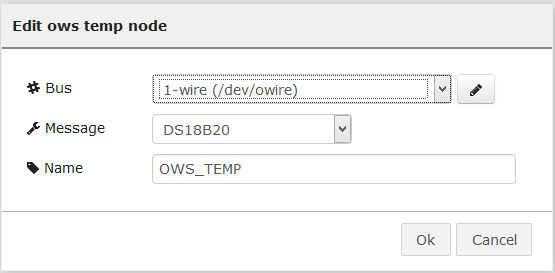 Edit ows temp node
Bus 1-wire (/dev/owire)
Message DS18B20
Name OWS_TEMP
Ok Cancel